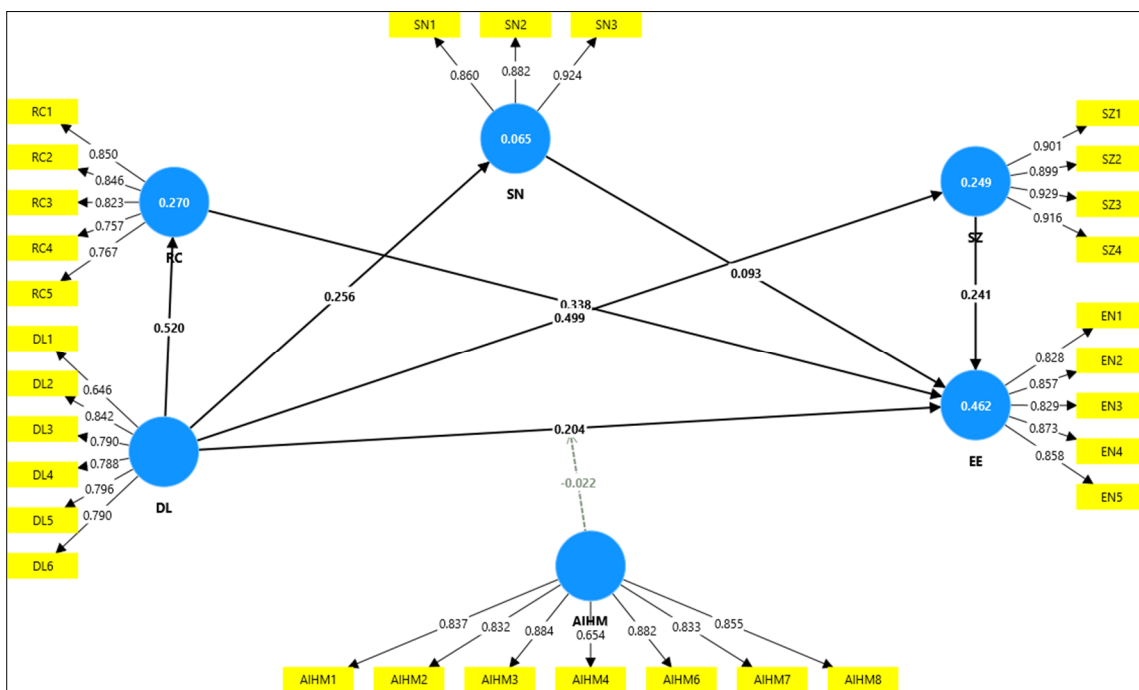 SN1 SN2 SN3
0.860 0.882 0.924
0.065
SN
RC1
RC2
RC3
RC4
RC5
0.850
0.846
0.823
0.757
0.767
0.270
RC
SZ1
SZ2
SZ3
SZ4
0.901
0.899
0.929
0.916
0.249
SZ
0.520
0.256
0.338
0.499
0.093
0.241
DL1
DL2
DL3
DL4
DL5
DL6
0.646
0.842
0.790
0.788
0.796
0.790
DL
0.204
-0.022
EN1
EN2
EN3
EN4
EN5
0.828
0.857
0.829
0.873
0.858
0.462
EE
AIHM
0.837 0.832 0.884 0.654 0.882 0.833 0.855
AIHM1 AIHM2 AIHM3 AIHM4 AIHM6 AIHM7 AIHM8